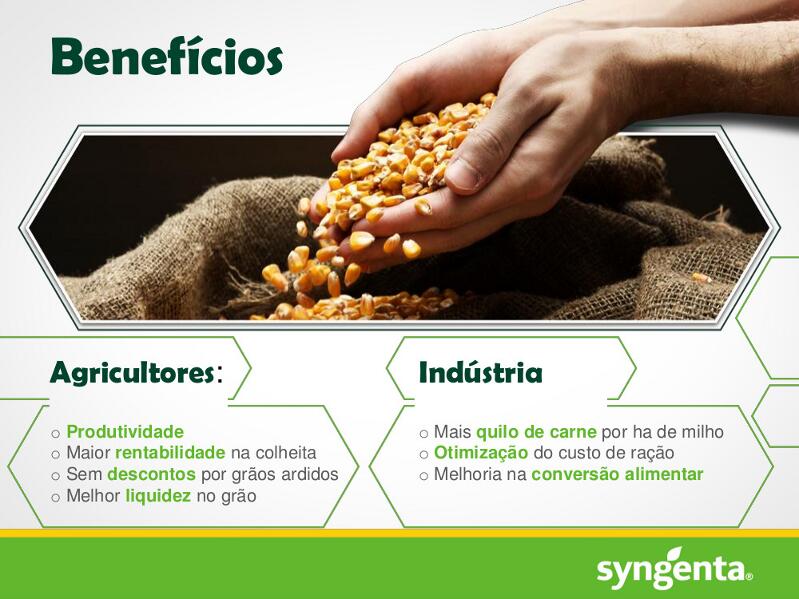 Benefícios
Agricultores:
o Produtividade
o Maior rentabilidade na colheita
o Sem descontos por grãos ardidos
o Melhor liquidez no grão
Indústria
o Mais quilo de carne por ha de milho
o Otimização do custo de ração
o Melhoria na conversão alimentar
syngenta®